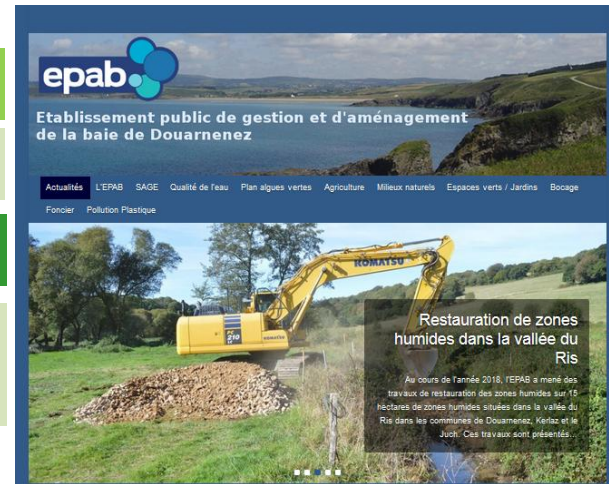 epab
Etablissement public de gestion et d'aménagement
de la baie de Douarnenez
Actualités L'EPAB SAGE Qualité de l'eau Plan algues vertes Agriculture Milieux naturels Espaces verts / Jardins Bocage
Foncier Pollution Plastique
KOMATSU
PC
210
Restauration de zones
humides dans la vallée du
Ris
Au cours de l'année 2018, l'EPAB a mené des
travaux de restauration des zones humides sur 15
hectares de zones humides situées dans la vallée du
Ris dans les communes de Douarnenez, Kerlaz et le
Juch. Ces travaux sont présentés...